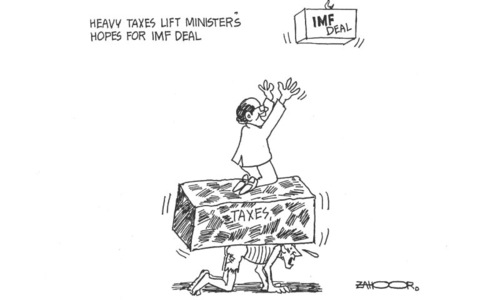 HEAVY TAXES LIFT MINISTER'S
HOPES FOR IMF DEAL
IMF
DEAL
TAXES
ZAHOOR